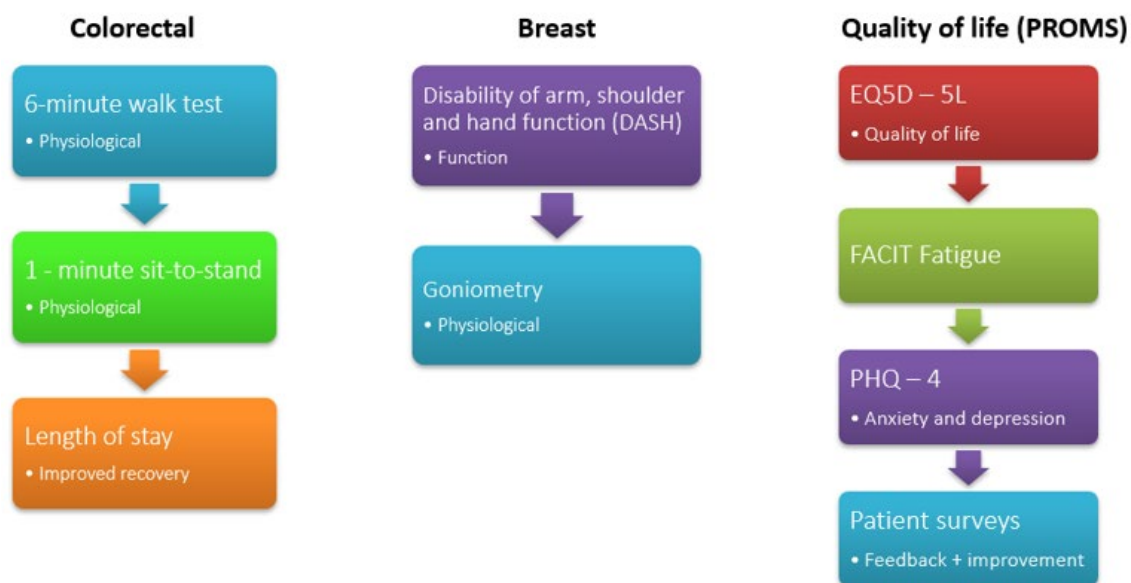 Colorectal
6-minute walk test
• Physiological
1 - minute sit-to-stand
• Physiological
Length of stay
• Improved recovery
Breast
Disability of arm, shoulder
and hand function (DASH)
• Function
Goniometry
• Physiological
Quality of life (PROMS)
EQ5D – 5L
• Quality of life
FACIT Fatigue
PHQ – 4
• Anxiety and depression
Patient surveys
• Feedback + improvement